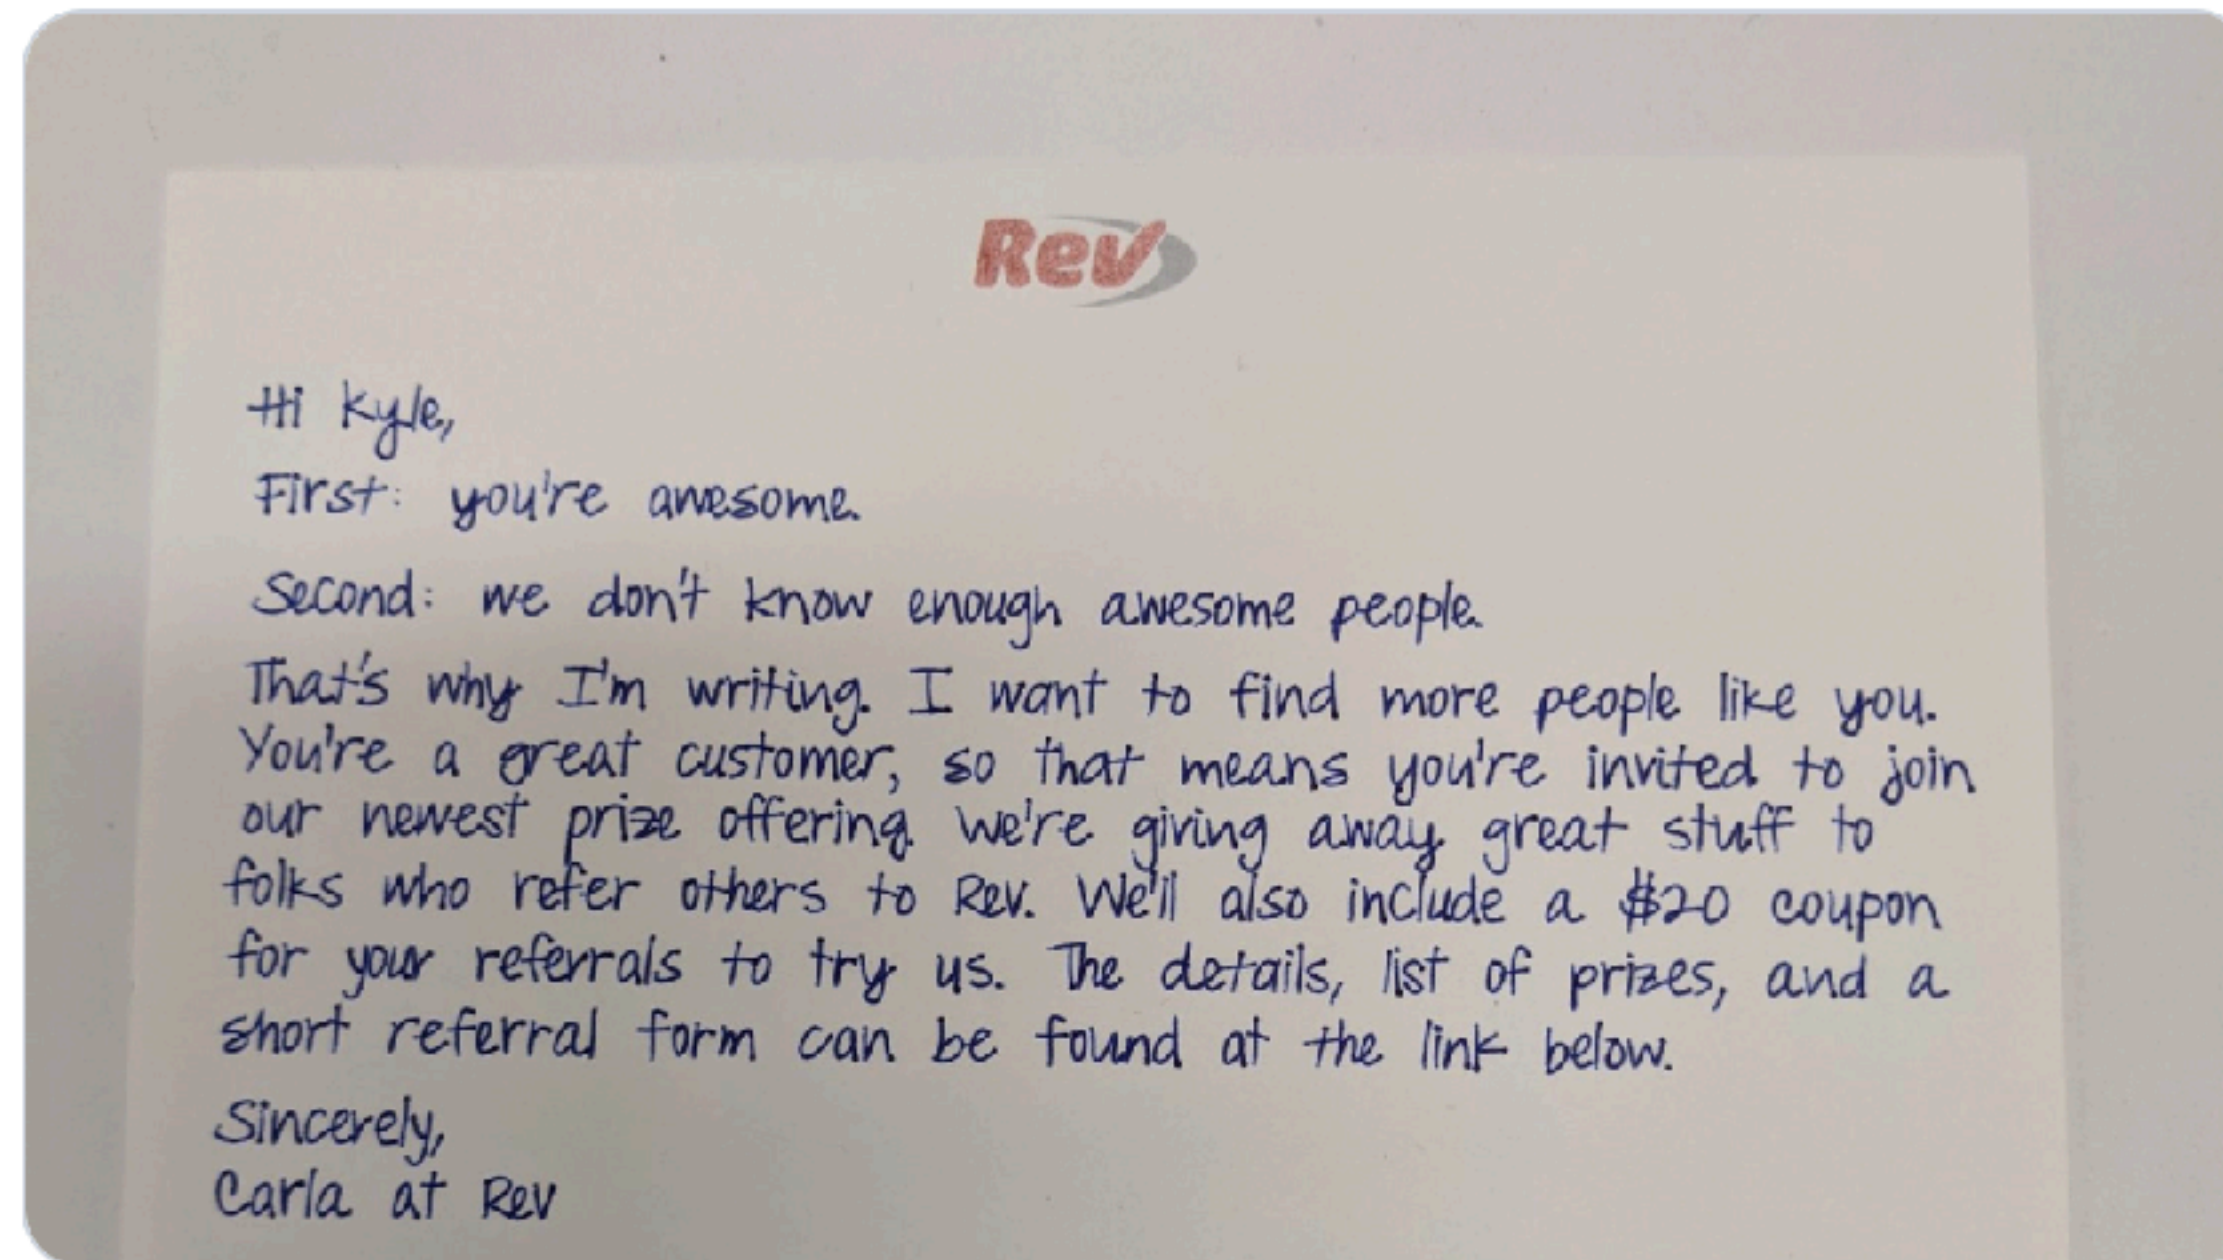 Rev
Hi Kyle,
First: you're awesome.
Second: we don't know enough awesome people.
That's why I'm writing. I want to find more people like you.
You're a great customer, so that means you're invited to join
our newest prize offering. We're giving away great stuff to
folks who refer others to Rev. We'll also include a $20 coupon
for your referrals to try us. The details, list of prizes, and a
short referral form can be found at the link below.
Sincerely,
Carla at Rev